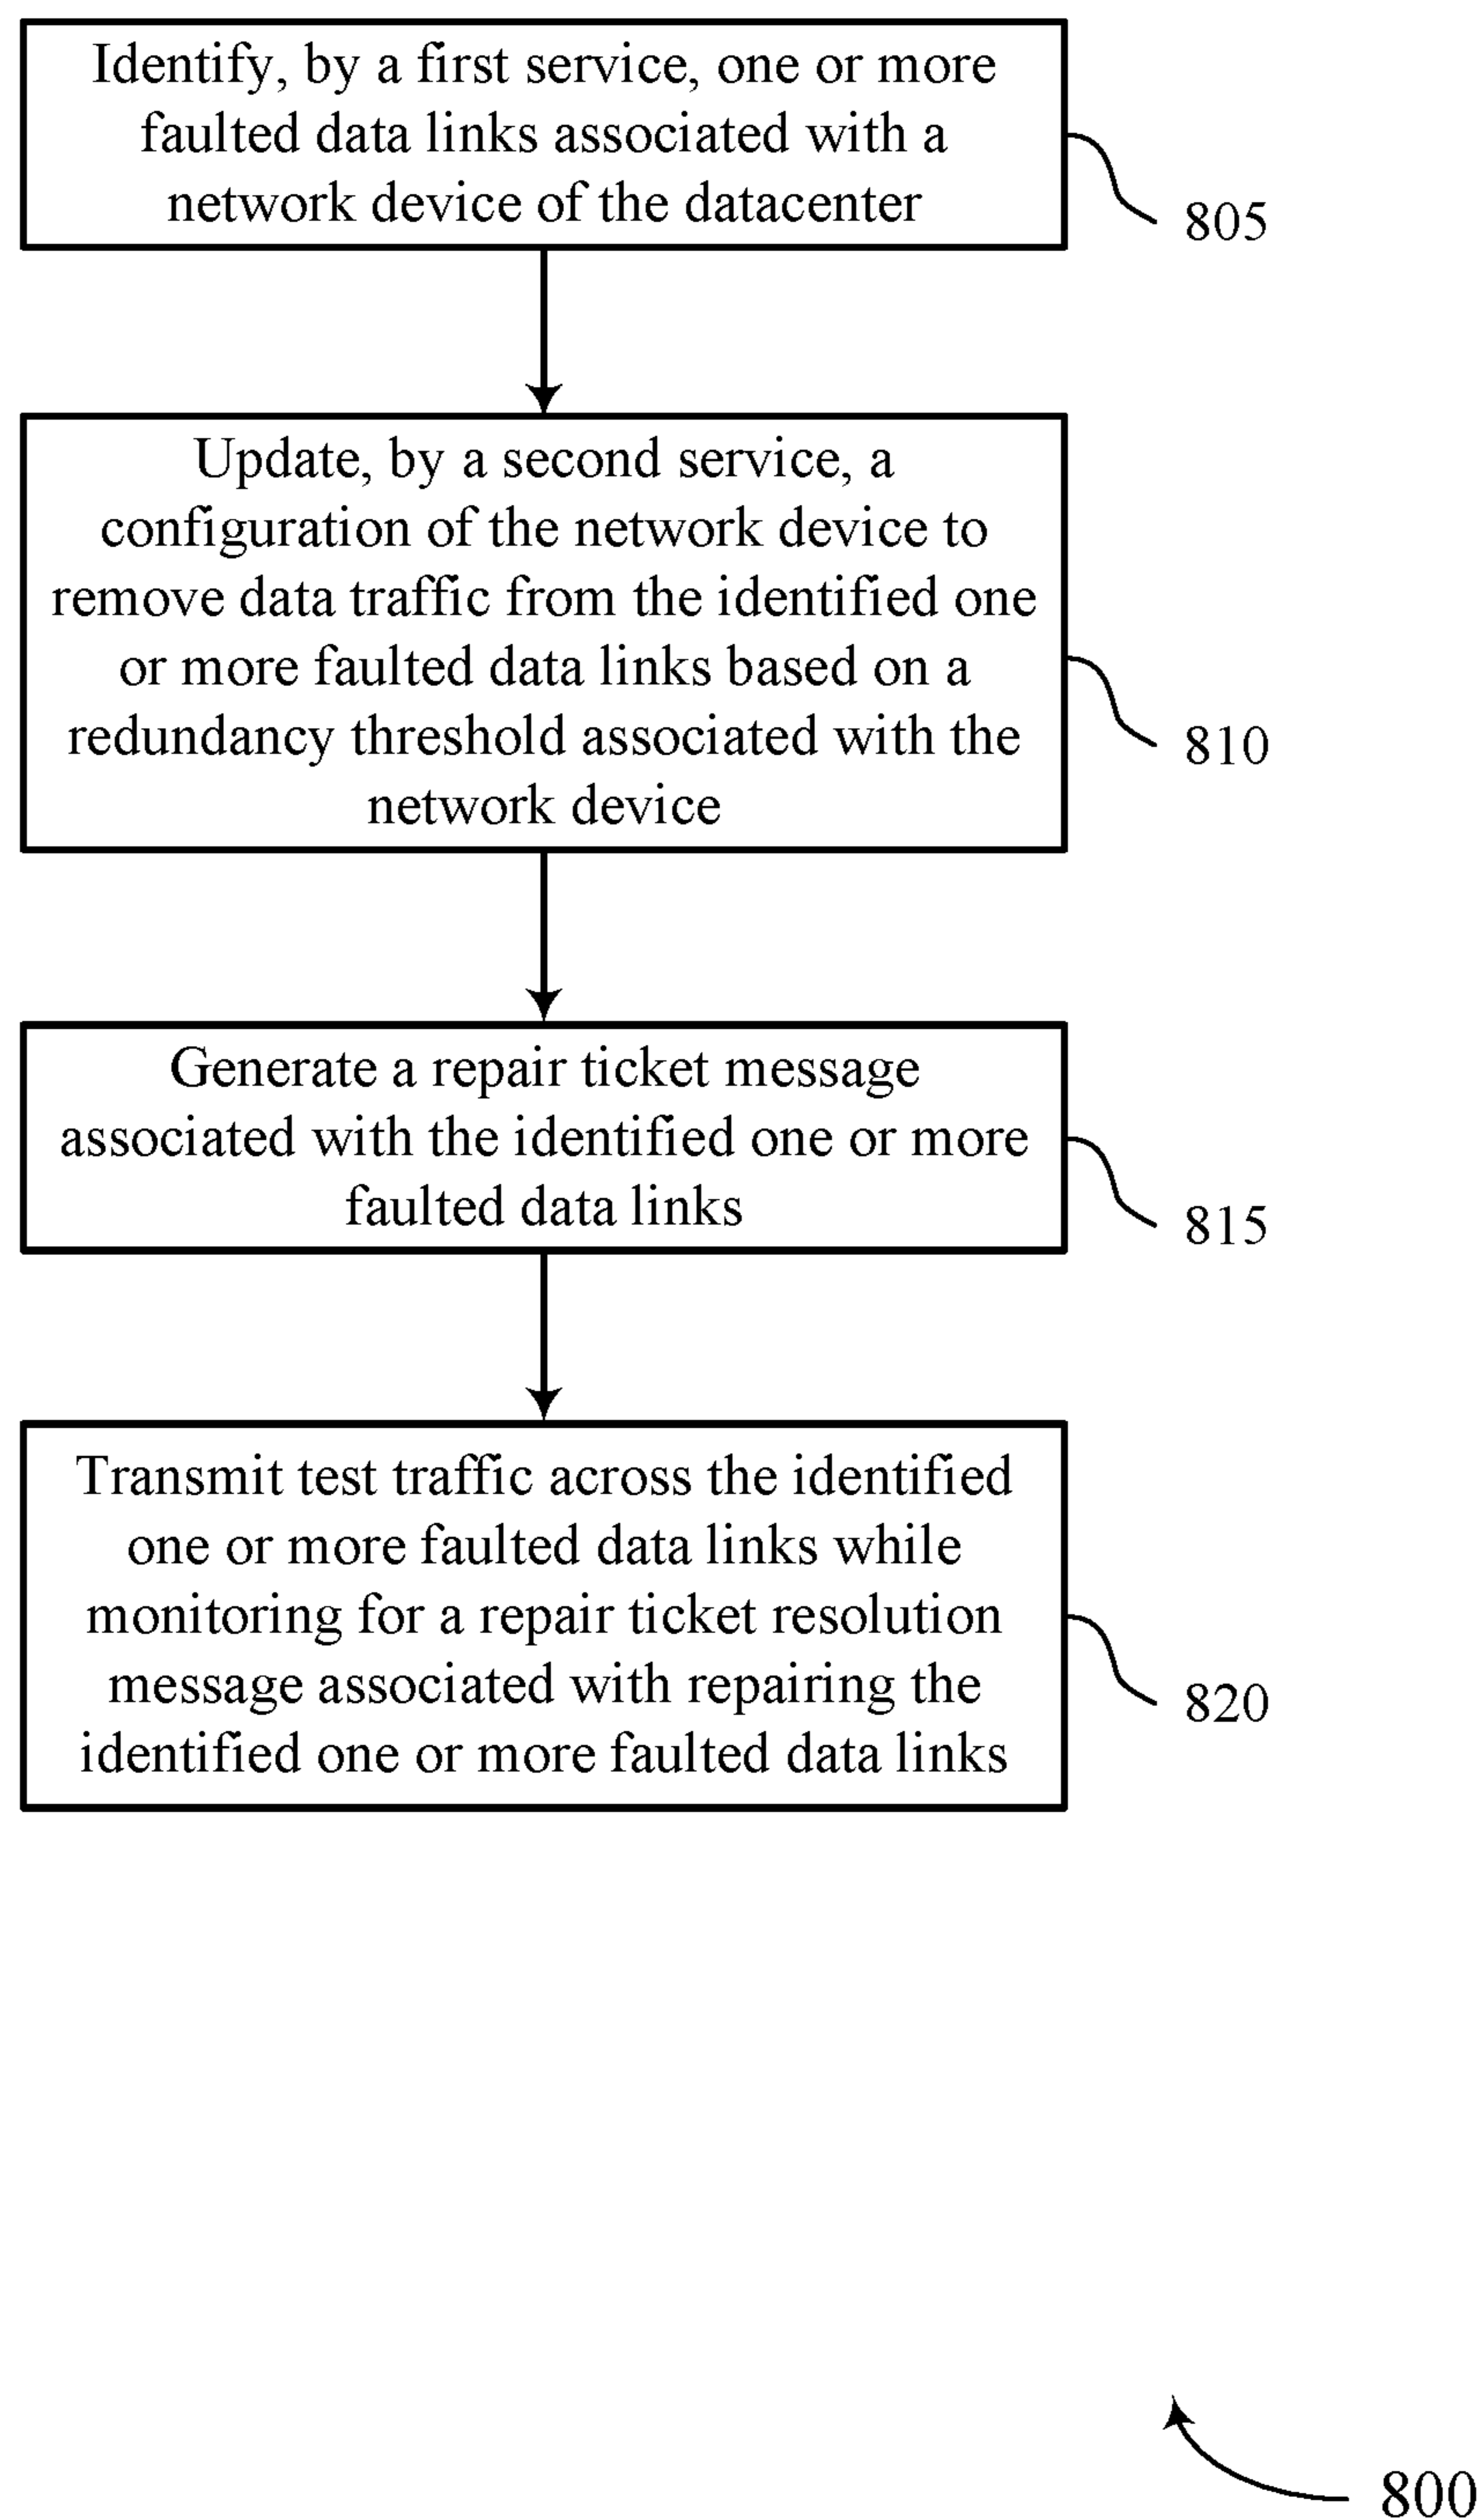 Identify, by a first service, one or more
faulted data links associated with a
network device of the datacenter
805
Update, by a second service, a
configuration of the network device to
remove data traffic from the identified one
or more faulted data links based on a
redundancy threshold associated with the
network device
810
Generate a repair ticket message
associated with the identified one or more
faulted data links
815
Transmit test traffic across the identified
one or more faulted data links while
monitoring for a repair ticket resolution
message associated with repairing the
identified one or more faulted data links
820
800